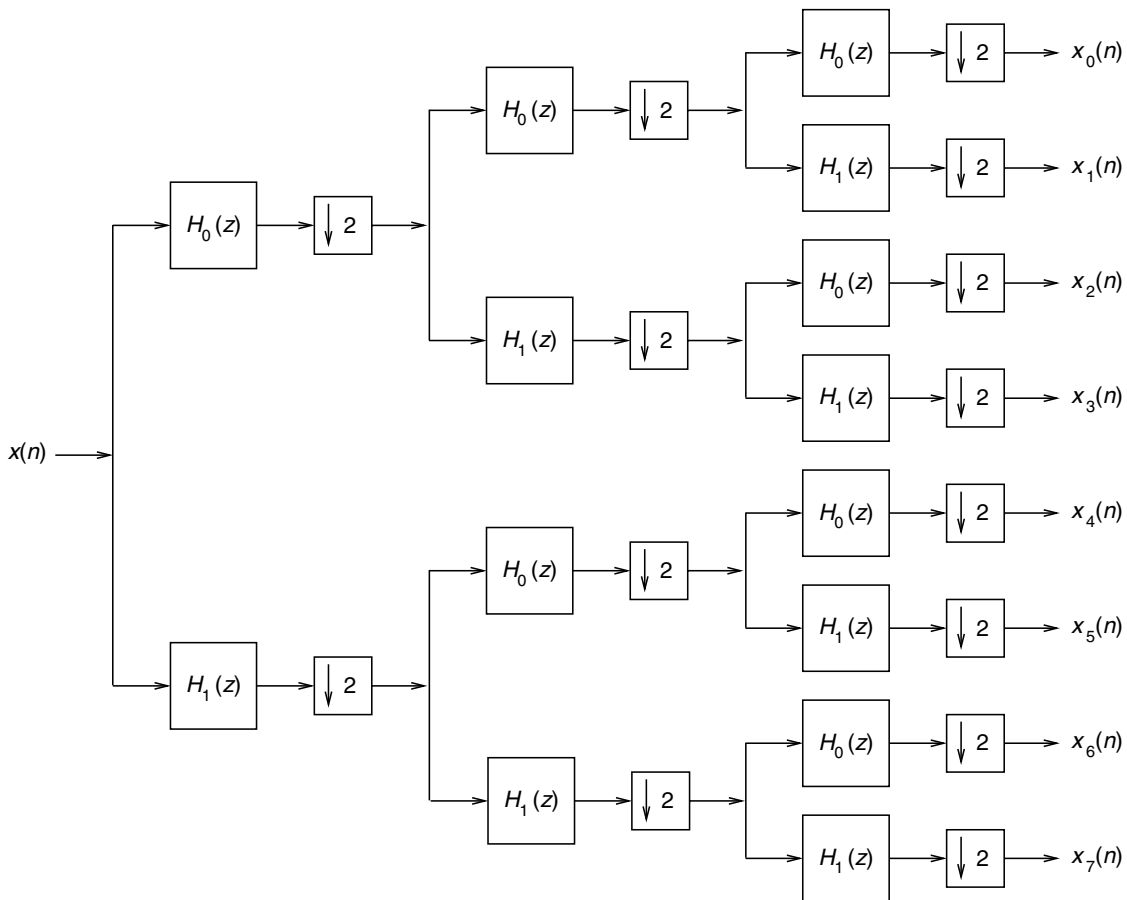 H0(z) ↓ 2 x0(n)
H0(z) ↓ 2
H1(z) ↓ 2 x1(n)
H0(z) ↓ 2
H0(z) ↓ 2 x2(n)
H1(z) ↓ 2
H1(z) ↓ 2 x3(n)
x(n)
H0(z) ↓ 2 x4(n)
H0(z) ↓ 2
H1(z) ↓ 2 x5(n)
H1(z) ↓ 2
H0(z) ↓ 2 x6(n)
H1(z) ↓ 2
H1(z) ↓ 2 x7(n)